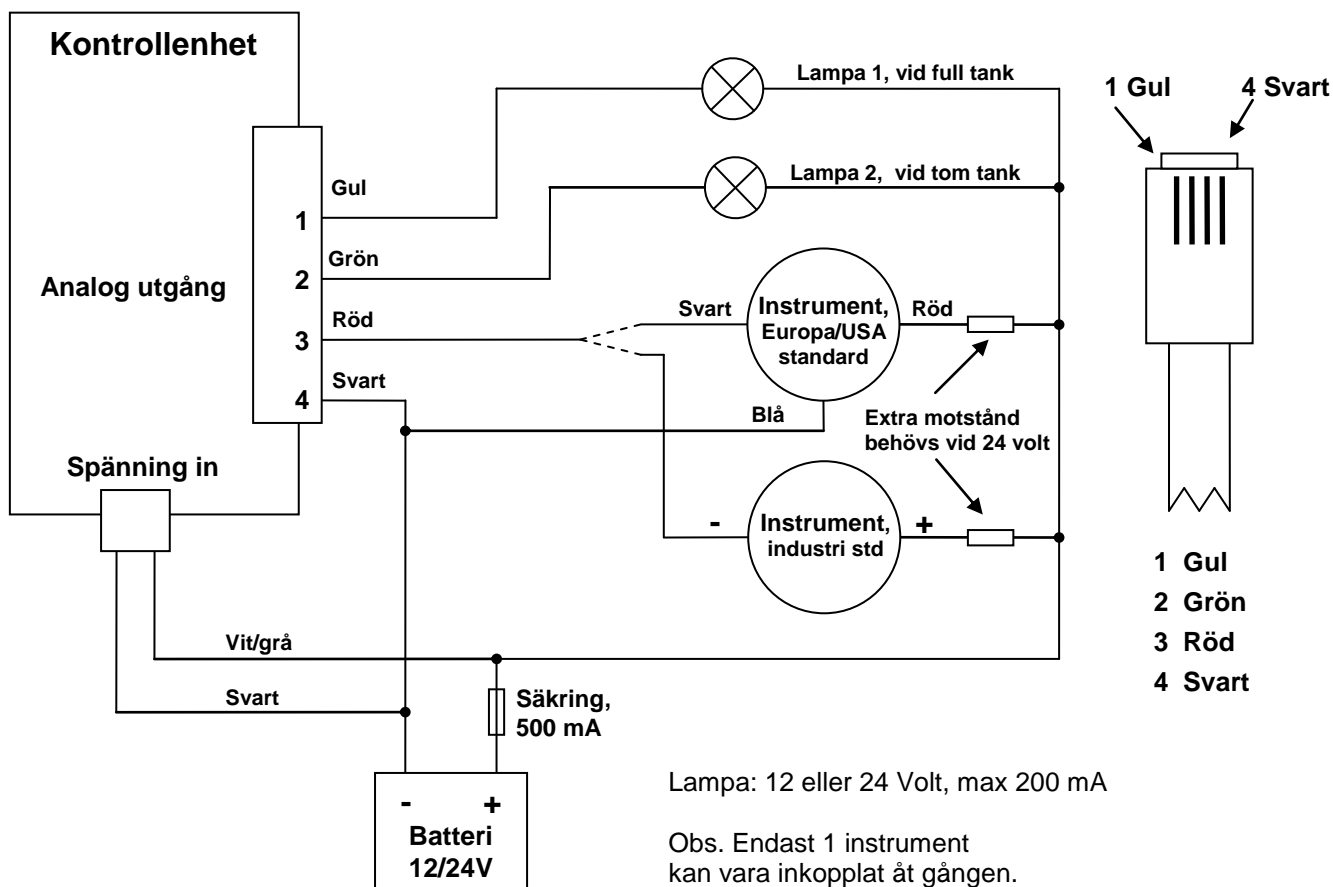 Kontrollenhet
Lampa 1, vid full tank
1 Gul
4 Svart
Gul
1
Lampa 2, vid tom tank
Grön
2
Analog utgång
Röd
3
Svart
Instrument,
Europa/USA
standard
Röd
Svart
4
Blå
Extra motstånd
behövs vid 24 volt
Spänning in
-
Instrument,
industri std
+
1 Gul
2 Grön
3 Röd
4 Svart
Vit/grå
Svart
Säkring,
500 mA
- +
Batteri
12/24V
Lampa: 12 eller 24 Volt, max 200 mA
Obs. Endast 1 instrument
kan vara inkopplat åt gången.